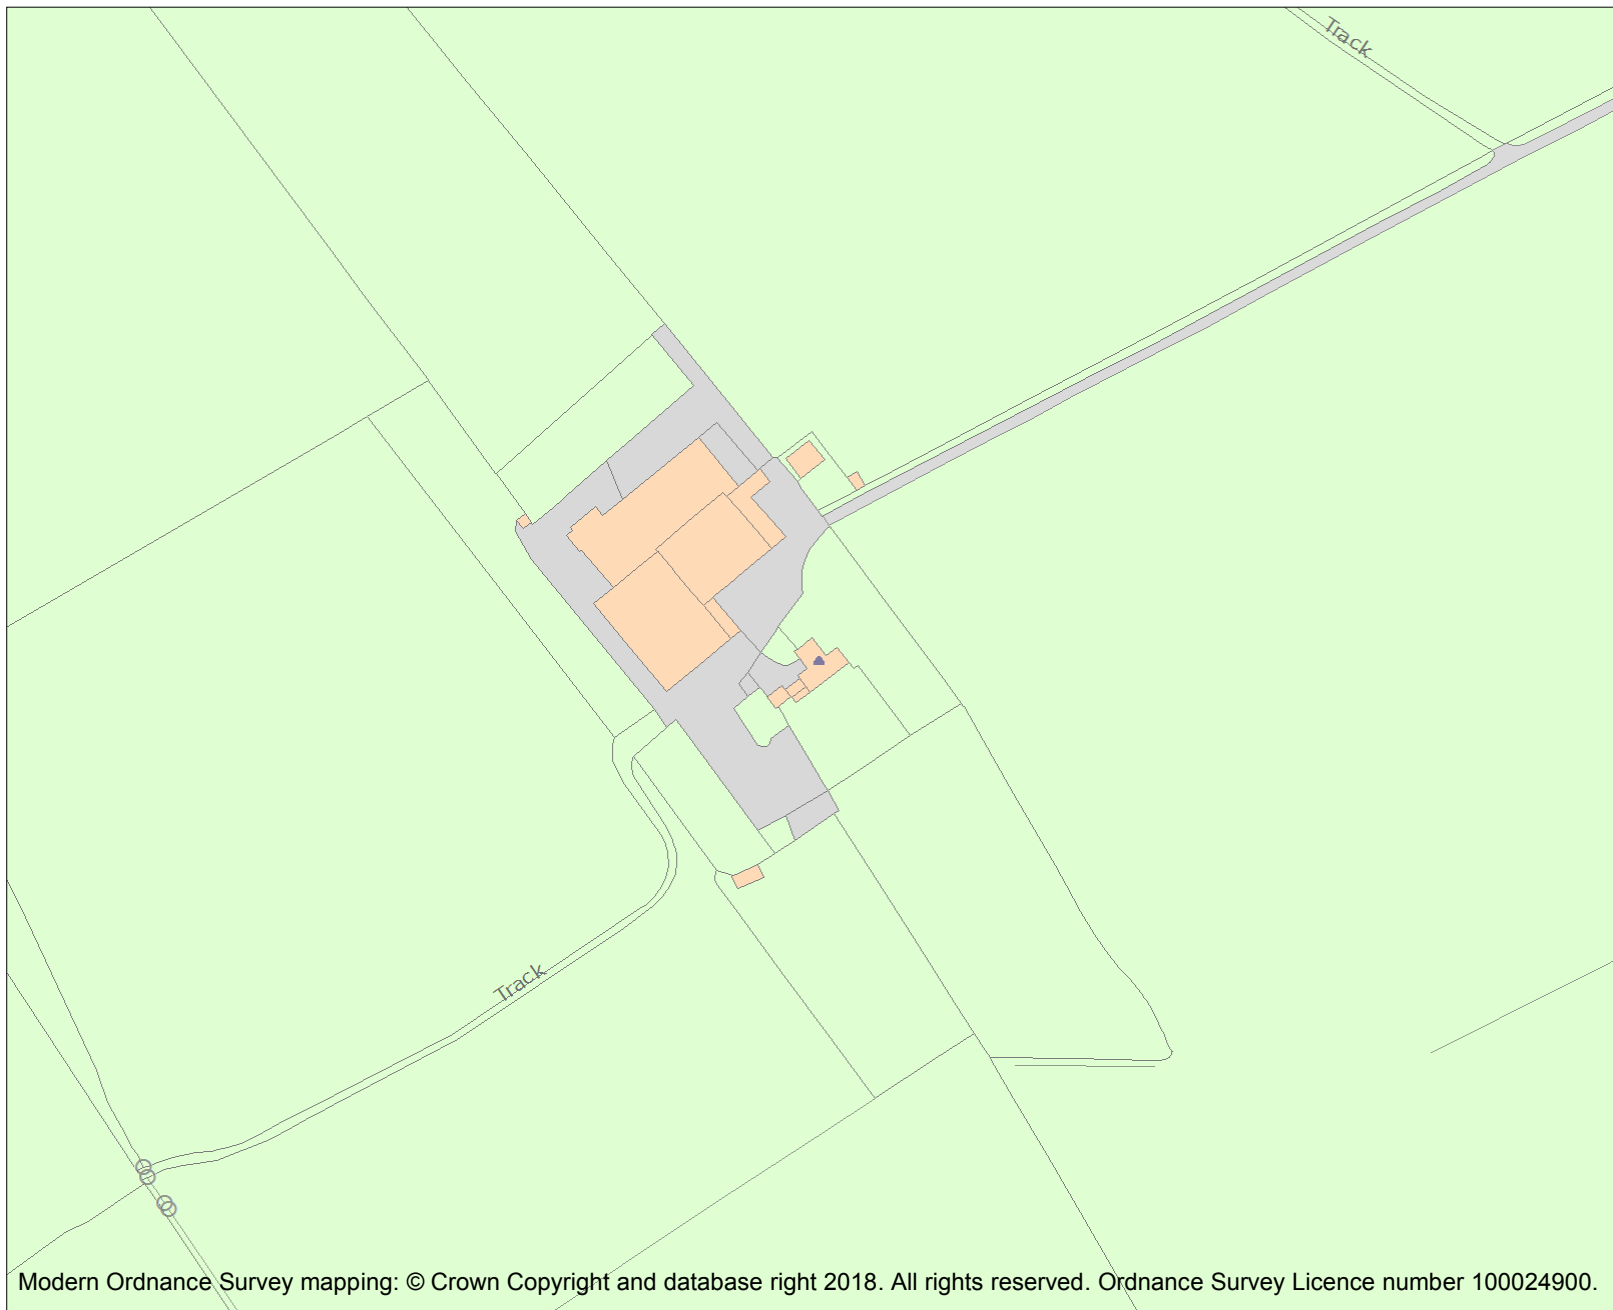 Track
Track
Modern Ordnance Survey mapping: © Crown Copyright and database right 2018. All rights reserved. Ordnance Survey Licence number 100024900.